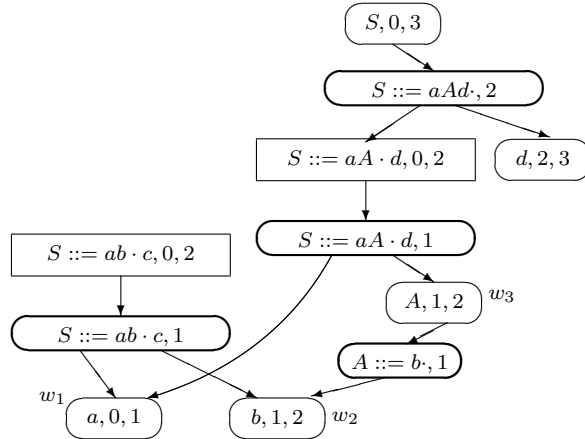 S, 0, 3
S ::= aAd·, 2
S ::= aA · d, 0, 2
d, 2, 3
S ::= aA · d, 1
S ::= ab · c, 0, 2
A, 1, 2
w₃
S ::= ab · c, 1
A ::= b·, 1
w₁
a, 0, 1
b, 1, 2
w₂